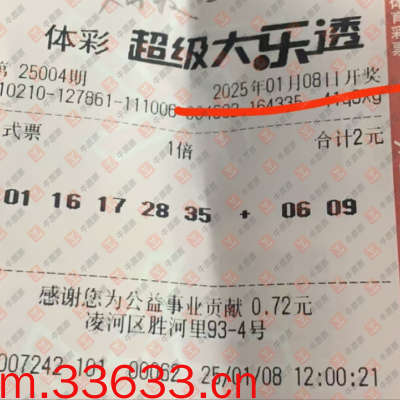 体彩 超级大乐透
第 25004期 2025年01月08日开奖
10210-127861-111006
式票 1倍 合计2元
01 16 17 28 35 + 06 09
感谢您为公益事业贡献 0.72元
凌河区胜河里93-4号
007242 101 00062 25/01/08 12:00:21
m.33633.cn